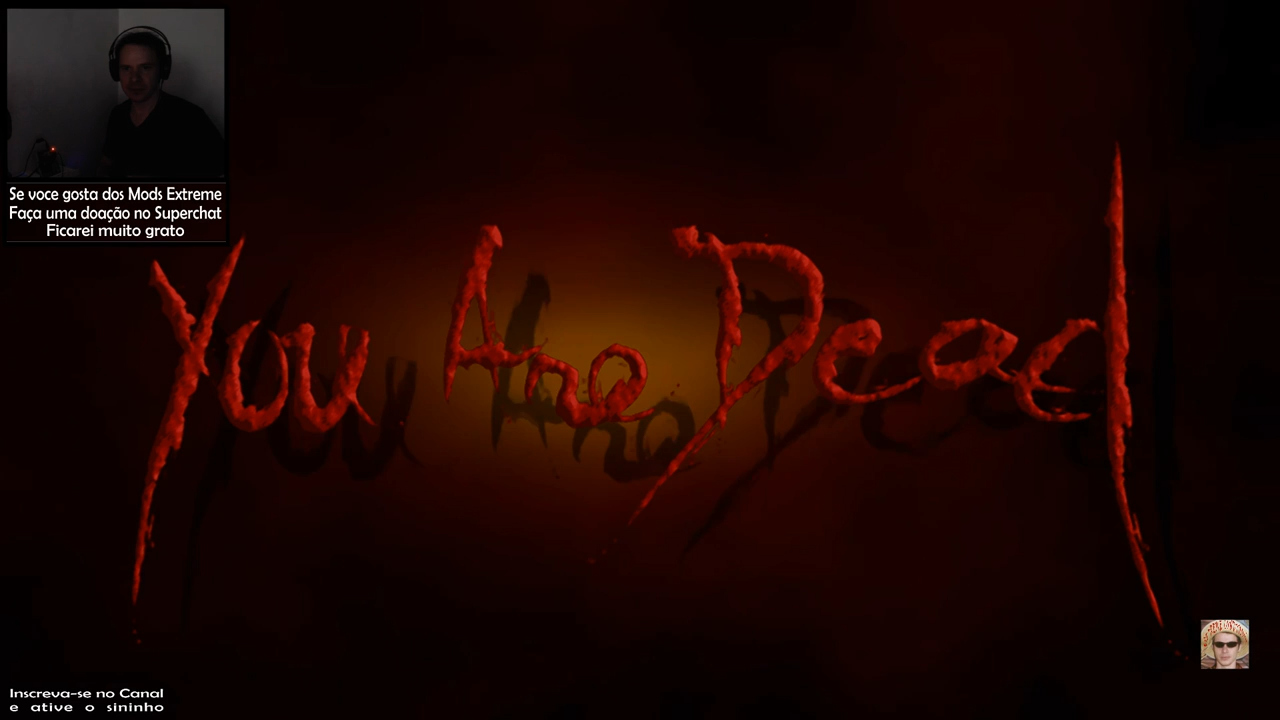 Se voce gosta dos Mods Extreme
Faça uma doação no Superchat
Ficarei muito grato
You Are Dead
Inscreva-se no Canal
e ative o sininho